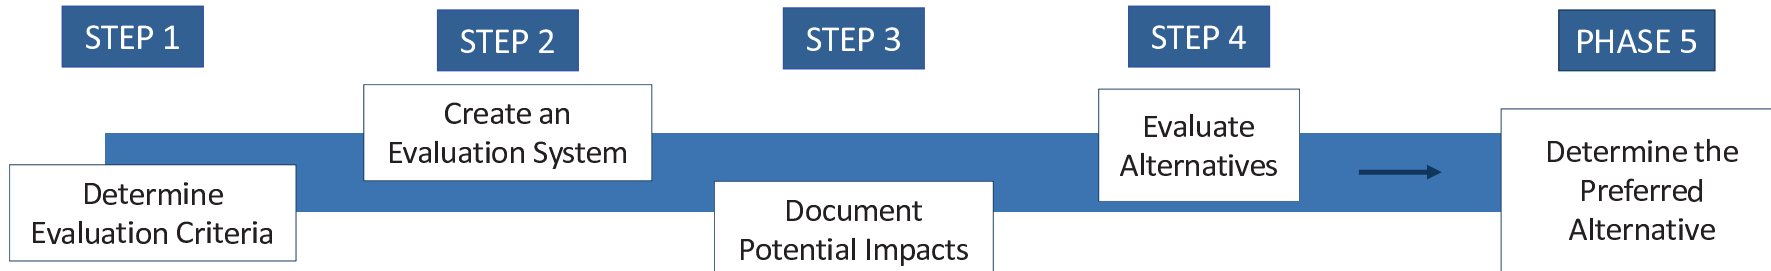 STEP 1
STEP 2
STEP 3
STEP 4
PHASE 5
Determine
Evaluation Criteria
Create an
Evaluation System
Document
Potential Impacts
Evaluate
Alternatives
Determine the
Preferred
Alternative